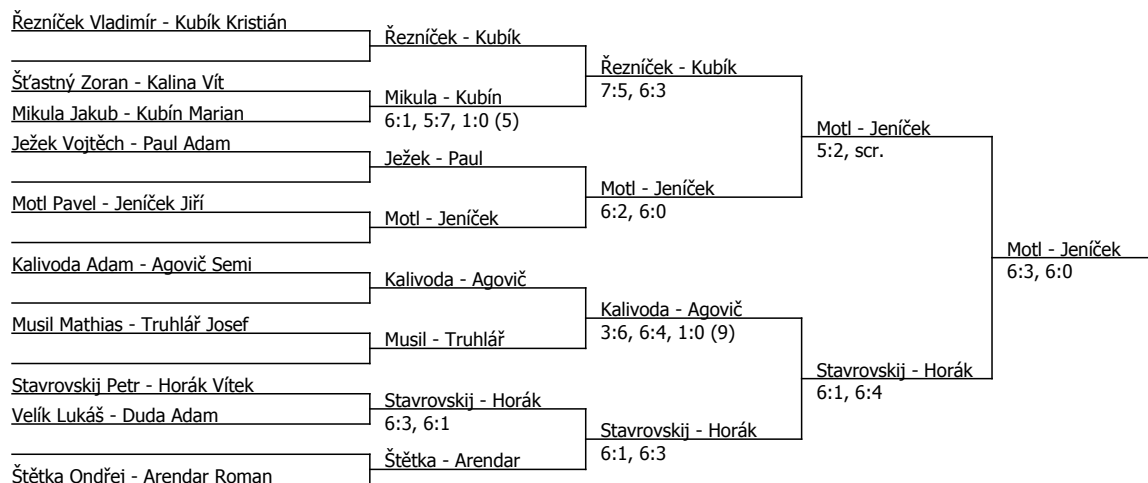 Řezníček Vladimír - Kubík Kristián
Šťastný Zoran - Kalina Vít
Mikula Jakub - Kubín Marian
Ježek Vojtěch - Paul Adam
Motl Pavel - Jeníček Jiří
Kalivoda Adam - Agovič Semi
Musil Mathias - Truhlář Josef
Stavrovskij Petr - Horák Vítek
Velík Lukáš - Duda Adam
Štětka Ondřej - Arendar Roman
Řezníček - Kubík
Mikula - Kubín
6:1, 5:7, 1:0 (5)
Ježek - Paul
Motl - Jeníček
Kalivoda - Agovič
Musil - Truhlář
Stavrovskij - Horák
6:3, 6:1
Štětka - Arendar
Řezníček - Kubík
7:5, 6:3
Motl - Jeníček
6:2, 6:0
Kalivoda - Agovič
3:6, 6:4, 1:0 (9)
Stavrovskij - Horák
6:1, 6:3
Motl - Jeníček
5:2, scr.
Stavrovskij - Horák
6:1, 6:4
Motl - Jeníček
6:3, 6:0